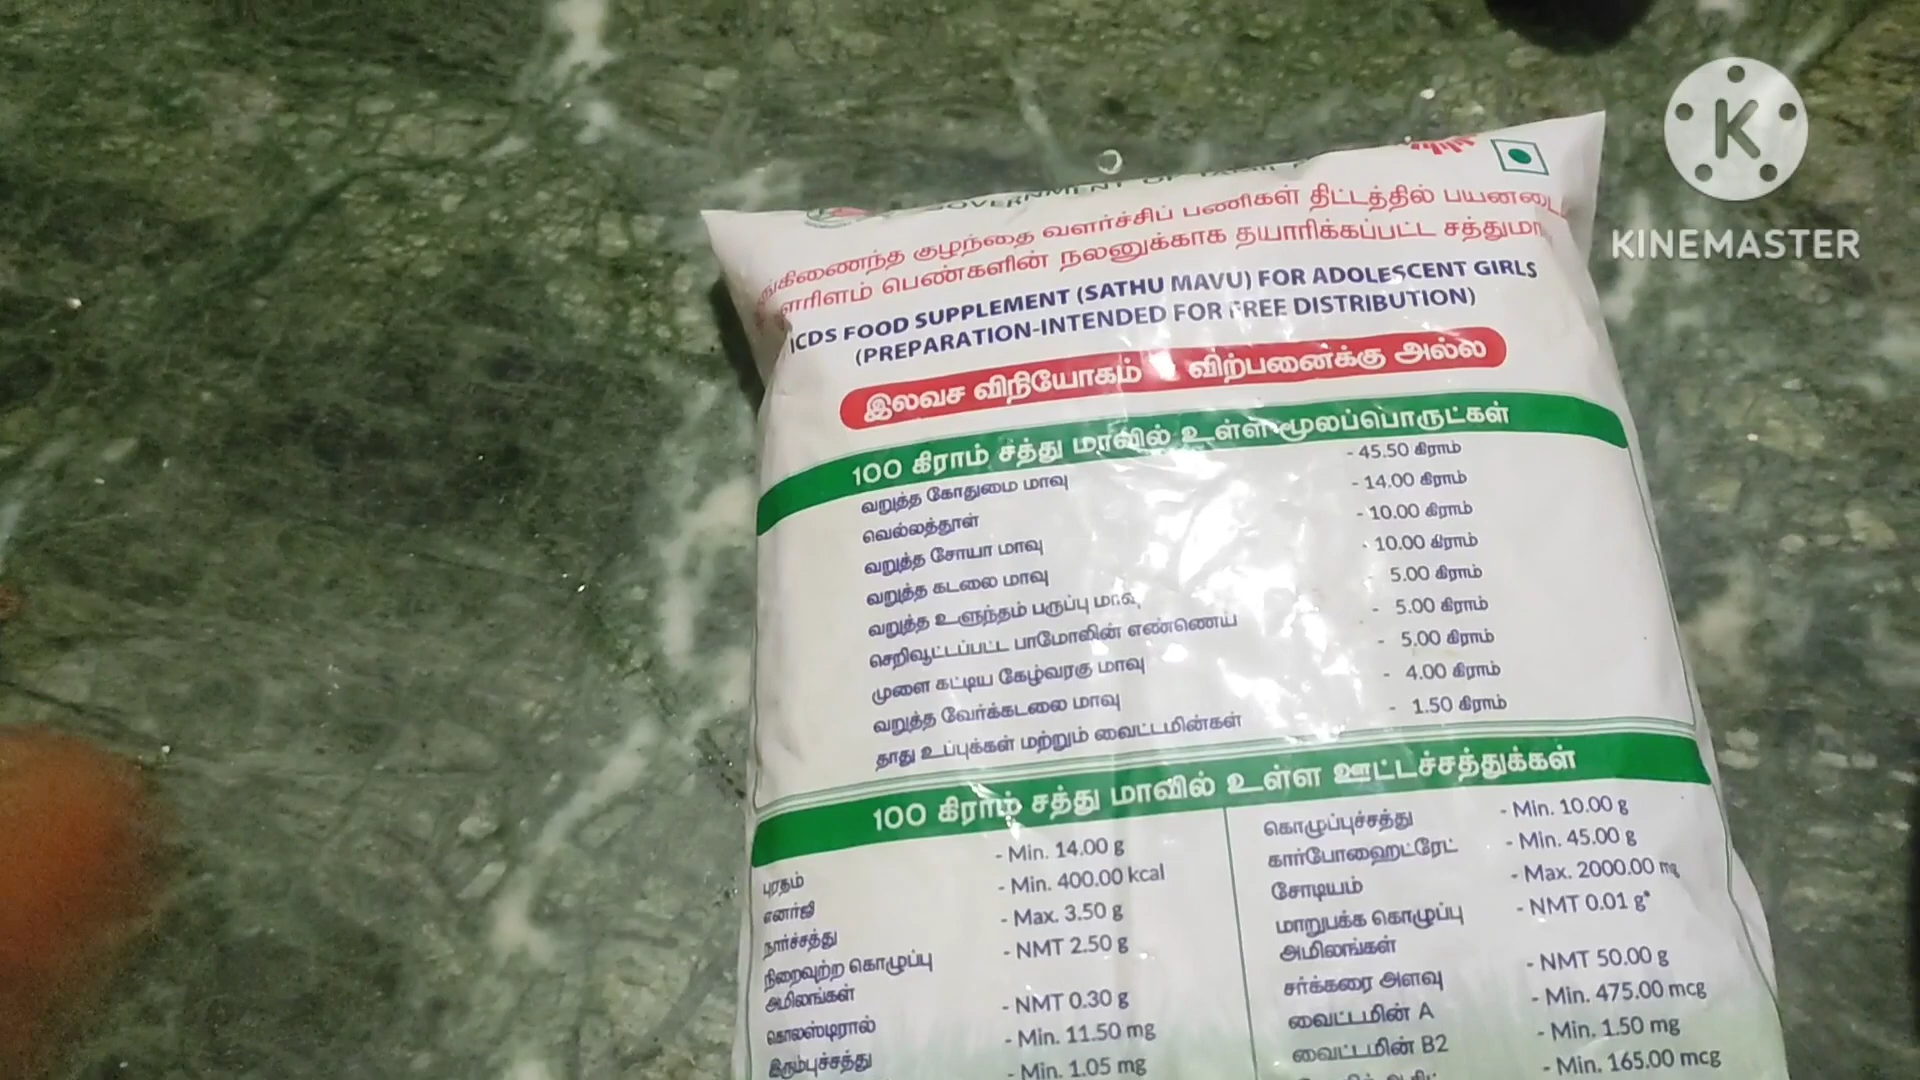 GOVERNMENT OF
குழந்தை வளர்ச்சிப் பணிகள் திட்டத்தில்
பெண்களின் நலனுக்காக தயாரிக்கப்பட்ட
ICDS FOOD SUPPLEMENT (SATHU MAVU) FOR ADOLESCENT GIRLS
(PREPARATION-INTENDED FOR FREE DISTRIBUTION)
இலவச விநியோகம் விற்பனைக்கு அல்ல
100 கிராம் சத்து மாவில் உள்ள மூலப்பொருட்கள்
வறுத்த கோதுமை மாவு - 45.50 கிராம்
வெல்லத்தூள் - 14.00 கிராம்
வறுத்த சோயா மாவு - 10.00 கிராம்
வறுத்த கடலை மாவு - 10.00 கிராம்
வறுத்த உளுந்தம் பருப்பு மாவு 5.00 கிராம்
செறிவூட்டப்பட்ட பாமோலின் எண்ணெய் - 5.00 கிராம்
முளை கட்டிய கேழ்வரகு மாவு - 5.00 கிராம்
வறுத்த வேர்க்கடலை மாவு - 4.00 கிராம்
தாது உப்புக்கள் மற்றும் வைட்டமின்கள் - 1.50 கிராம்
100 கிராம் சத்து மாவில் உள்ள ஊட்டச்சத்துக்கள்
புரதம் - Min. 14.00 g
எனர்ஜி - Min. 400.00 kcal
நார்ச்சத்து - Max. 3.50 g
நிறைவுற்ற கொழுப்பு - NMT 2.50 g
அமிலங்கள்
கொலஸ்டிரால் - NMT 0.30 g
இரும்புச்சத்து - Min. 11.50 mg
- Min. 1.05 mg
கொழுப்புச்சத்து - Min. 10.00 g
கார்போஹைட்ரேட் - Min. 45.00 g
சோடியம் - Max. 2000.00 mg
மாறுபக்க கொழுப்பு - NMT 0.01 g*
அமிலங்கள்
சர்க்கரை அளவு - NMT 50.00 g
வைட்டமின் A - Min. 475.00 mcg
வைட்டமின் B2 - Min. 1.50 mg
- Min. 165.00 mcg
K
KINEMASTER